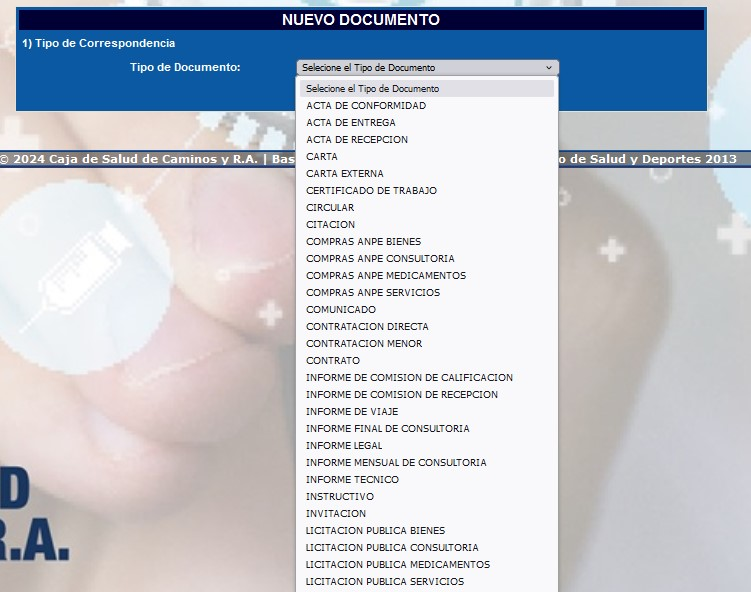 NUEVO DOCUMENTO
1) Tipo de Correspondencia
Tipo de Documento:
Selecione el Tipo de Documento
Selecione el Tipo de Documento
ACTA DE CONFORMIDAD
ACTA DE ENTREGA
ACTA DE RECEPCION
CARTA
© 2024 Caja de Salud de Caminos y R.A. | Bas
o de Salud y Deportes 2013
CARTA EXTERNA
CERTIFICADO DE TRABAJO
CIRCULAR
CITACION
COMPRAS ANPE BIENES
COMPRAS ANPE CONSULTORIA
COMPRAS ANPE MEDICAMENTOS
COMPRAS ANPE SERVICIOS
COMUNICADO
CONTRATACION DIRECTA
CONTRATACION MENOR
CONTRATO
INFORME DE COMISION DE CALIFICACION
INFORME DE COMISION DE RECEPCION
INFORME DE VIAJE
INFORME FINAL DE CONSULTORIA
INFORME LEGAL
INFORME MENSUAL DE CONSULTORIA
INFORME TECNICO
INSTRUCTIVO
INVITACION
LICITACION PUBLICA BIENES
LICITACION PUBLICA CONSULTORIA
LICITACION PUBLICA MEDICAMENTOS
LICITACION PUBLICA SERVICIOS
D
R.A.